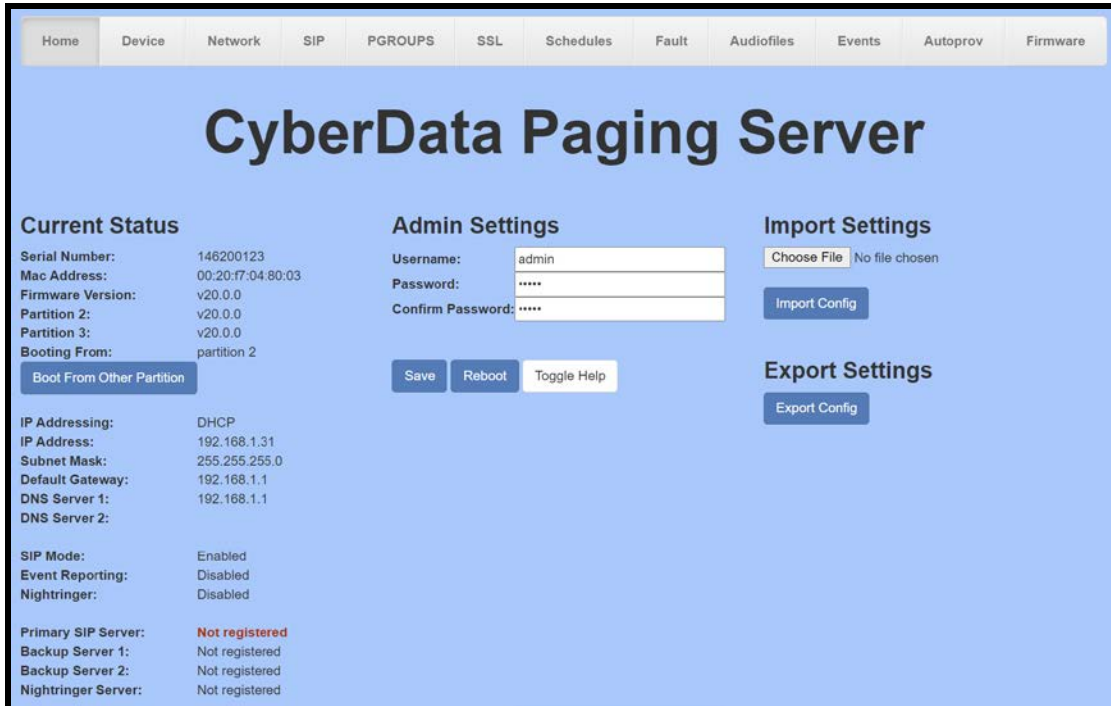 Home Device Network SIP PGROUPS SSL Schedules Fault Audiofiles Events Autoprov Firmware
CyberData Paging Server
Current Status
Serial Number: 146200123
Mac Address: 00:20:f7:04:80:03
Firmware Version: v20.0.0
Partition 2: v20.0.0
Partition 3: v20.0.0
Booting From: partition 2
Boot From Other Partition
IP Addressing: DHCP
IP Address: 192.168.1.31
Subnet Mask: 255.255.255.0
Default Gateway: 192.168.1.1
DNS Server 1: 192.168.1.1
DNS Server 2:
SIP Mode: Enabled
Event Reporting: Disabled
Nightringer: Disabled
Primary SIP Server: Not registered
Backup Server 1: Not registered
Backup Server 2: Not registered
Nightringer Server: Not registered
Admin Settings
Username: admin
Password: •••••
Confirm Password: •••••
Save Reboot Toggle Help
Import Settings
Choose File No file chosen
Import Config
Export Settings
Export Config